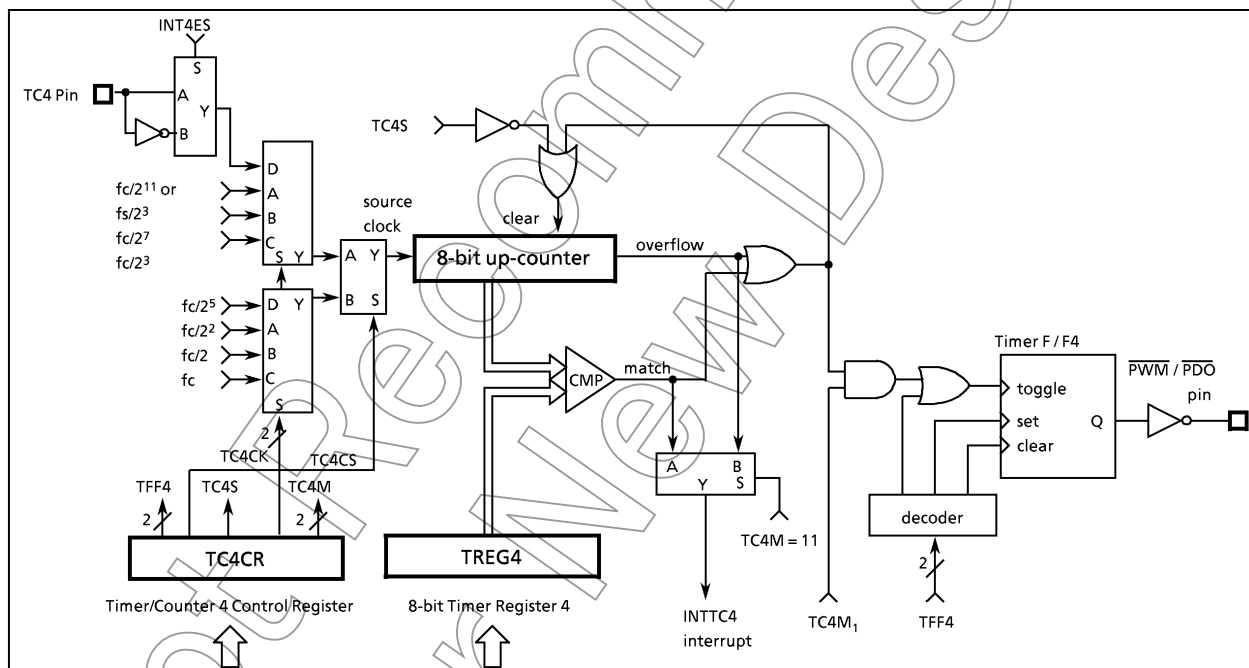 INT4ES
S
TC4 Pin
A
Y
B
TC4S
D
fc/2¹¹ or
A
fs/2³
B
fc/2⁷
C
S Y
fc/2³
source
clock
clear
A Y
B S
8-bit up-counter
overflow
fc/2⁵
D Y
fc/2²
A
fc/2
B
fc
C
S
CMP
match
Timer F / F4
toggle
set
clear
Q
PWM / PDO
pin
2
TC4CK
TC4CS
A B
Y S
TFF4
TC4S
TC4M
2
2
TC4M = 11
decoder
TC4CR
TREG4
2
Timer/Counter 4 Control Register
8-bit Timer Register 4
INTTC4
interrupt
TC4M₁
TFF4